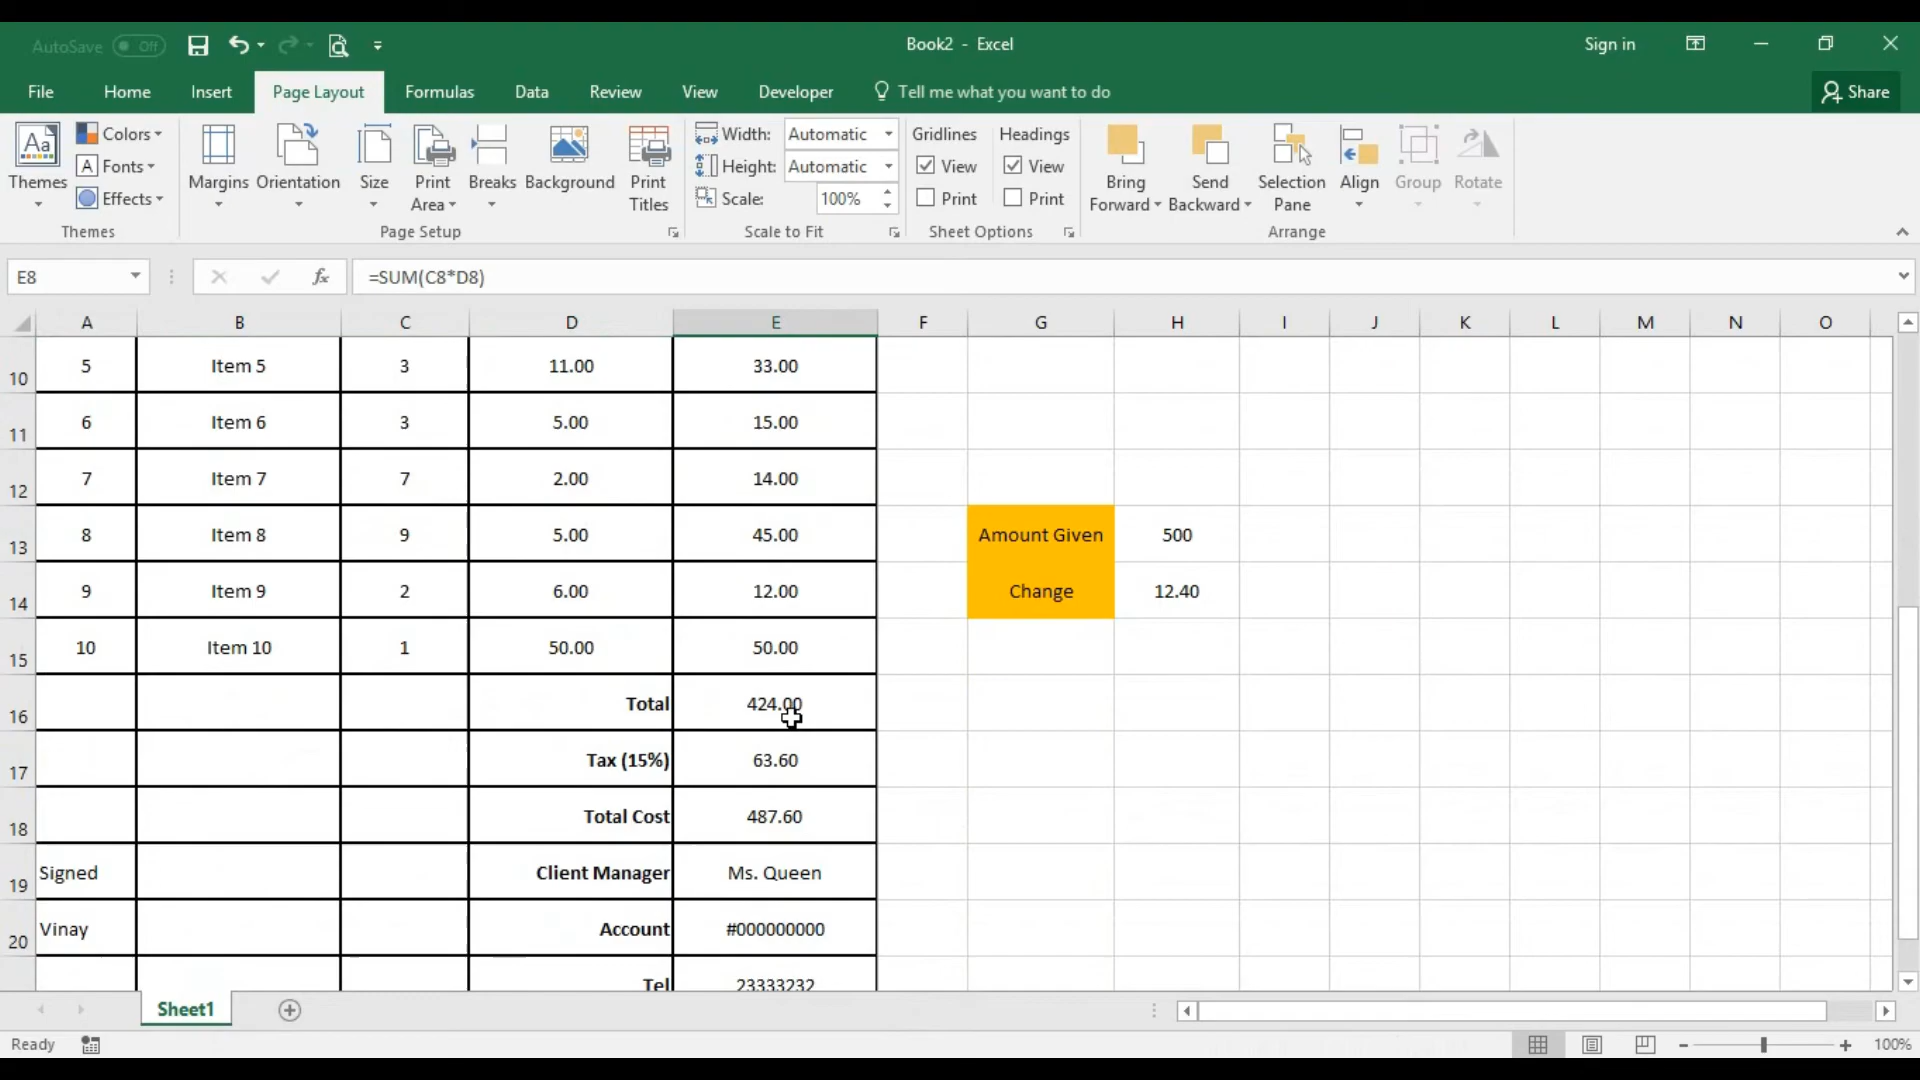 AutoSave Off
Book2 - Excel
Sign in
File Home Insert Page Layout Formulas Data Review View Developer Tell me what you want to do
Share
Themes
Colors
Fonts
Effects
Themes
Margins
Orientation
Size
Print Area
Breaks
Background
Print Titles
Page Setup
Width: Automatic
Height: Automatic
Scale: 100%
Scale to Fit
Gridlines
View
Print
Headings
View
Print
Sheet Options
Bring Forward
Send Backward
Selection Pane
Align
Group
Rotate
Arrange
E8 fx =SUM(C8*D8)
A B C D E F G H I J K L M N O
10 5 Item 5 3 11.00 33.00
11 6 Item 6 3 5.00 15.00
12 7 Item 7 7 2.00 14.00
13 8 Item 8 9 5.00 45.00 Amount Given 500
14 9 Item 9 2 6.00 12.00 Change 12.40
15 10 Item 10 1 50.00 50.00
16 Total 424.00
17 Tax (15%) 63.60
18 Total Cost 487.60
19 Signed Client Manager Ms. Queen
20 Vinay Account #000000000
Tel 23333232
Sheet1
Ready
100%